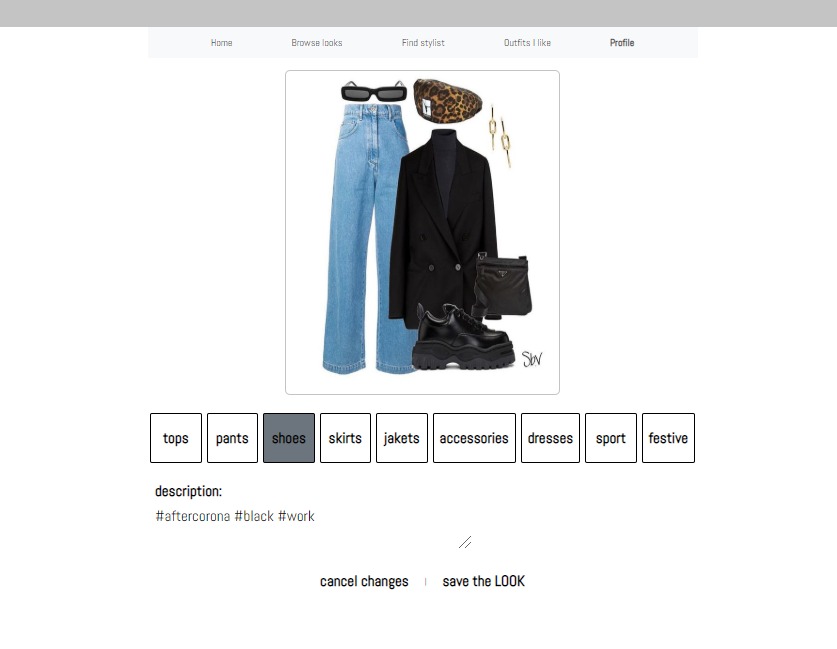 Home Browse looks Find stylist Outfits I like Profile
Sbv
tops pants shoes skirts jakets accessories dresses sport festive
description:
#aftercorona #black #work
cancel changes | save the LOOK